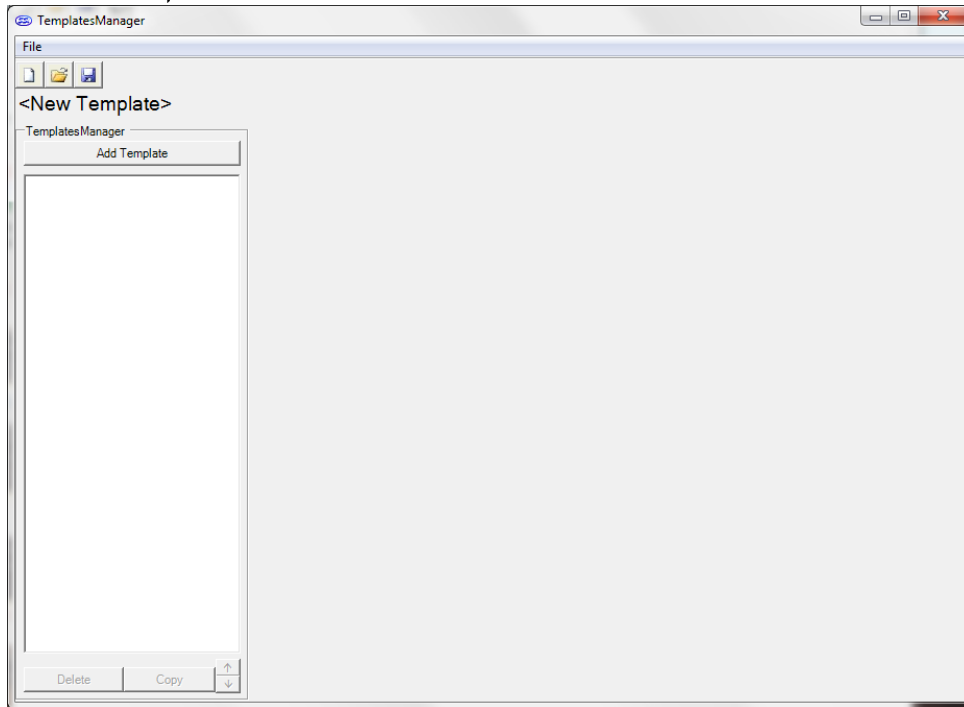 TemplatesManager
File
<New Template>
TemplatesManager
Add Template
Delete Copy